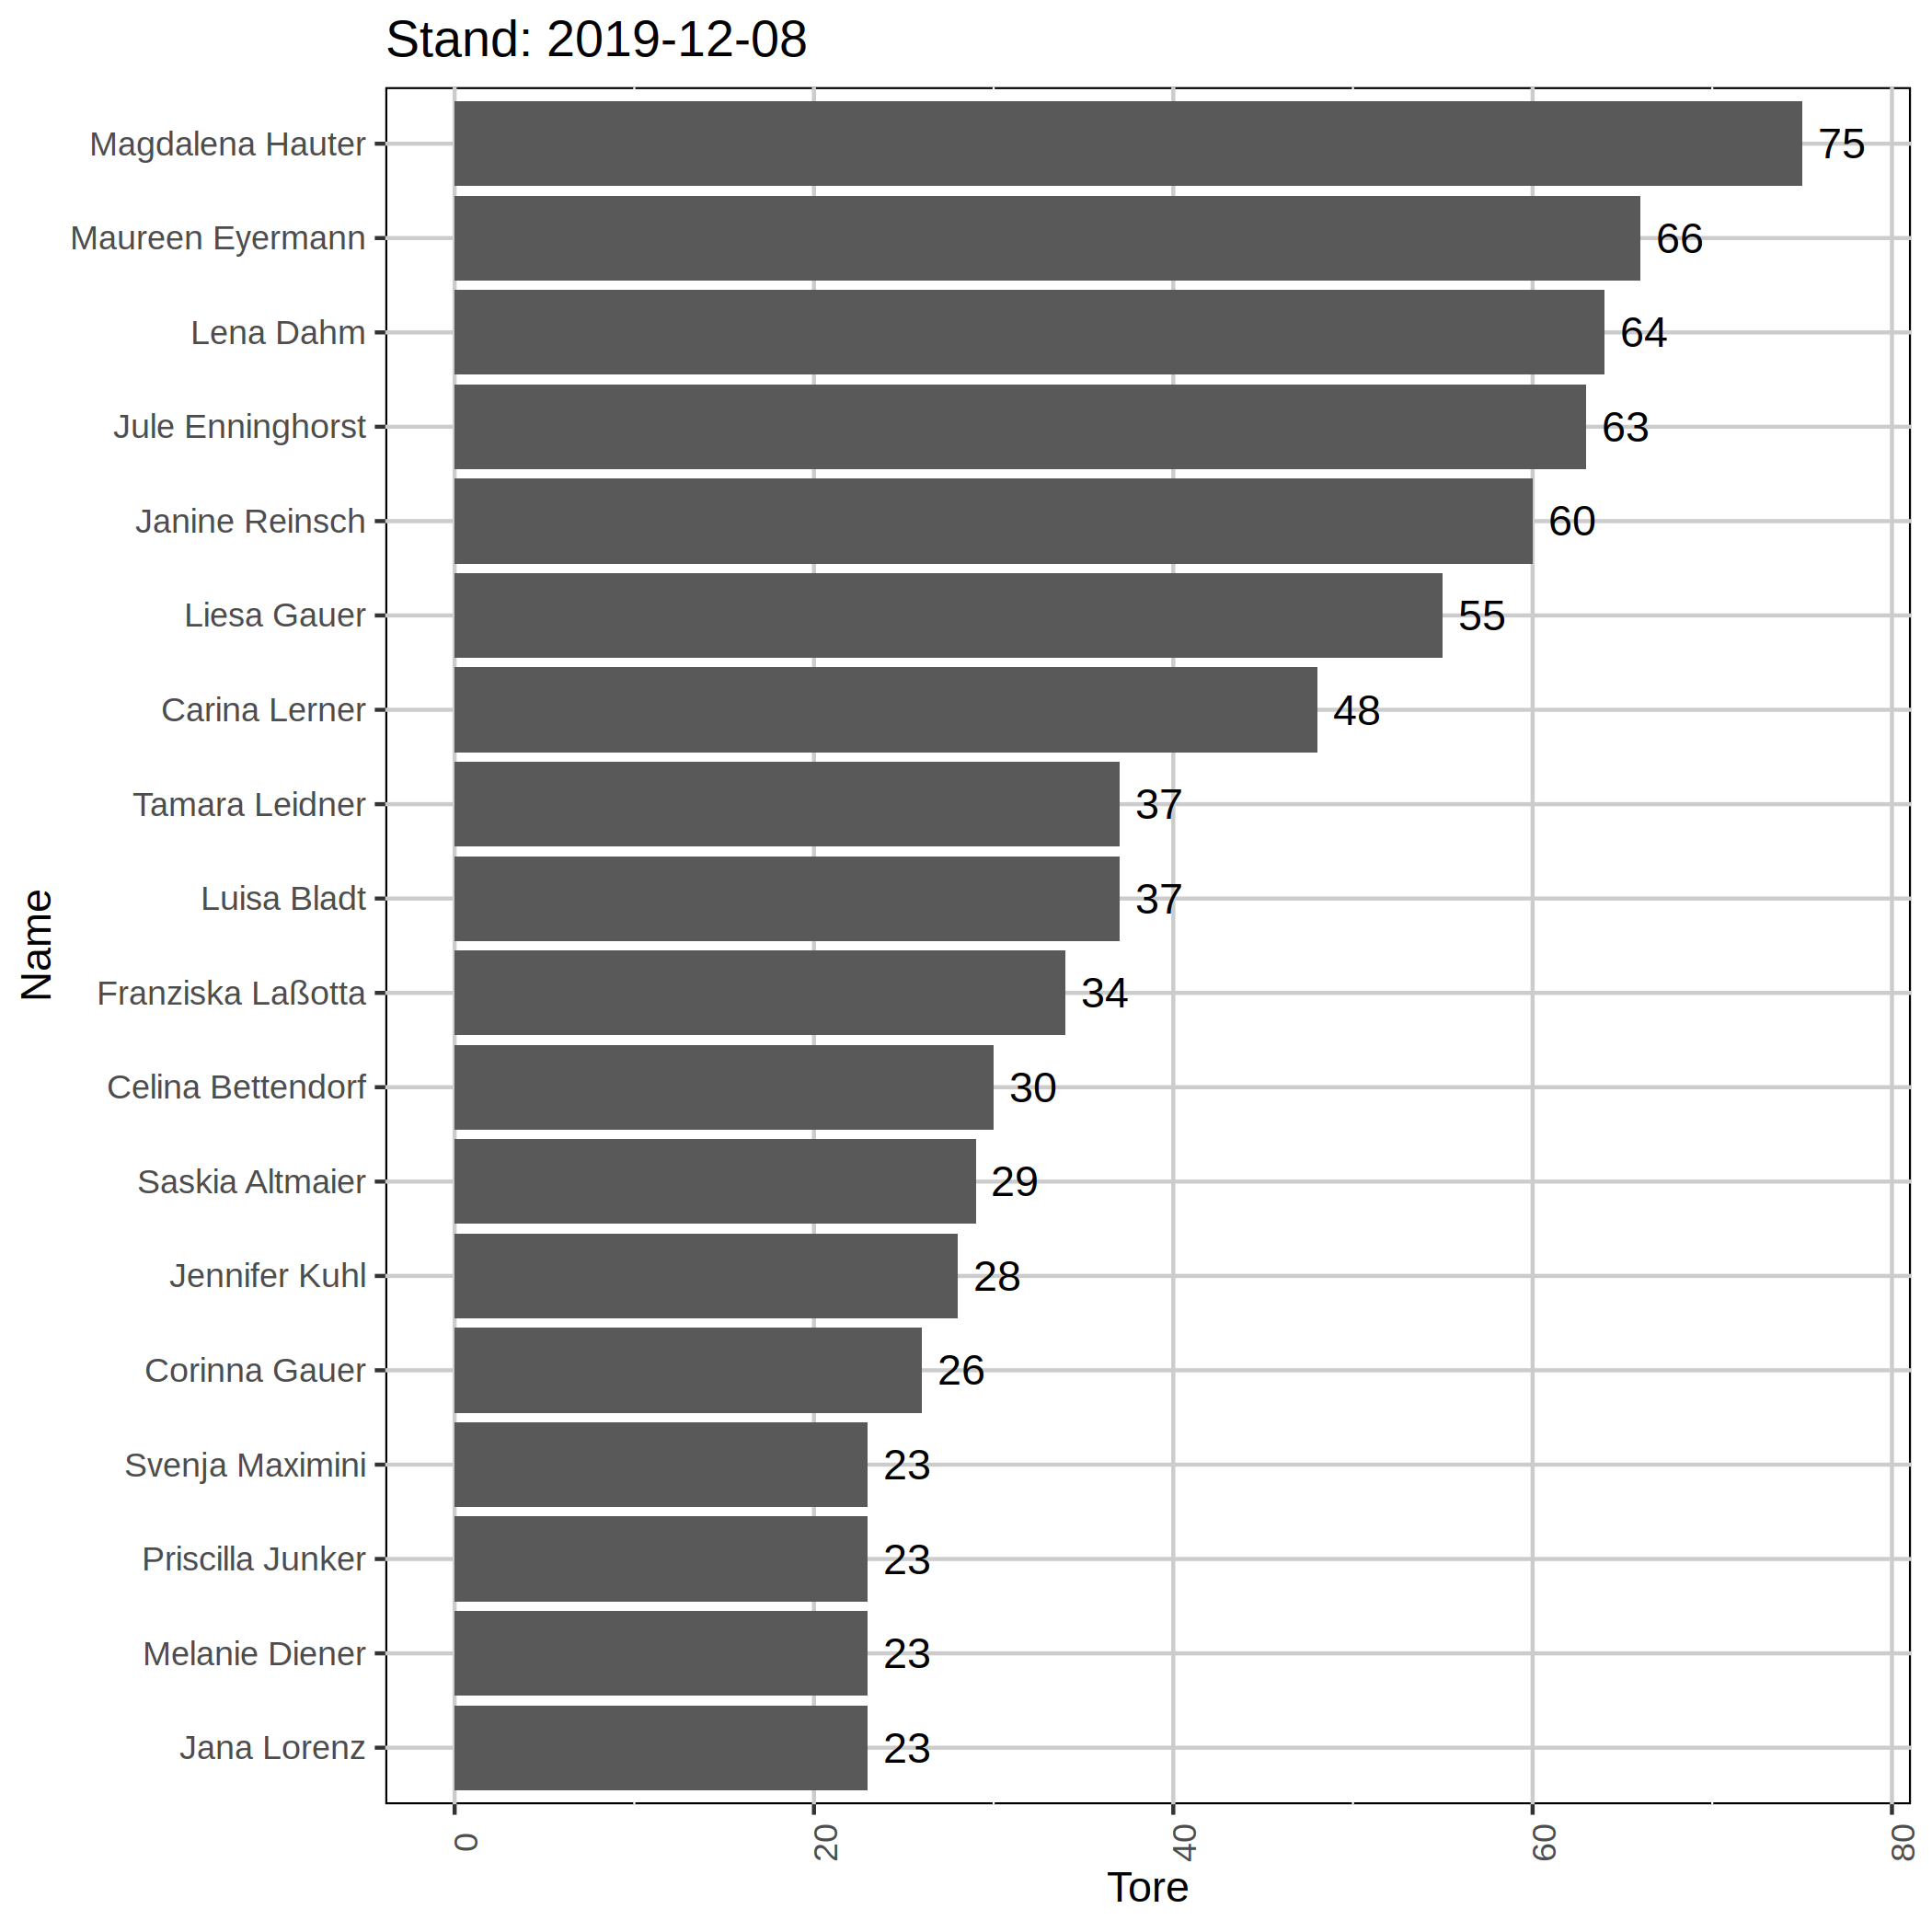 Stand: 2019-12-08
Magdalena Hauter 75
Maureen Eyermann 66
Lena Dahm 64
Jule Enninghorst 63
Janine Reinsch 60
Liesa Gauer 55
Carina Lerner 48
Tamara Leidner 37
Luisa Bladt 37
Franziska Laßotta 34
Celina Bettendorf 30
Saskia Altmaier 29
Jennifer Kuhl 28
Corinna Gauer 26
Svenja Maximini 23
Priscilla Junker 23
Melanie Diener 23
Jana Lorenz 23
Name
0 20 40 60 80
Tore